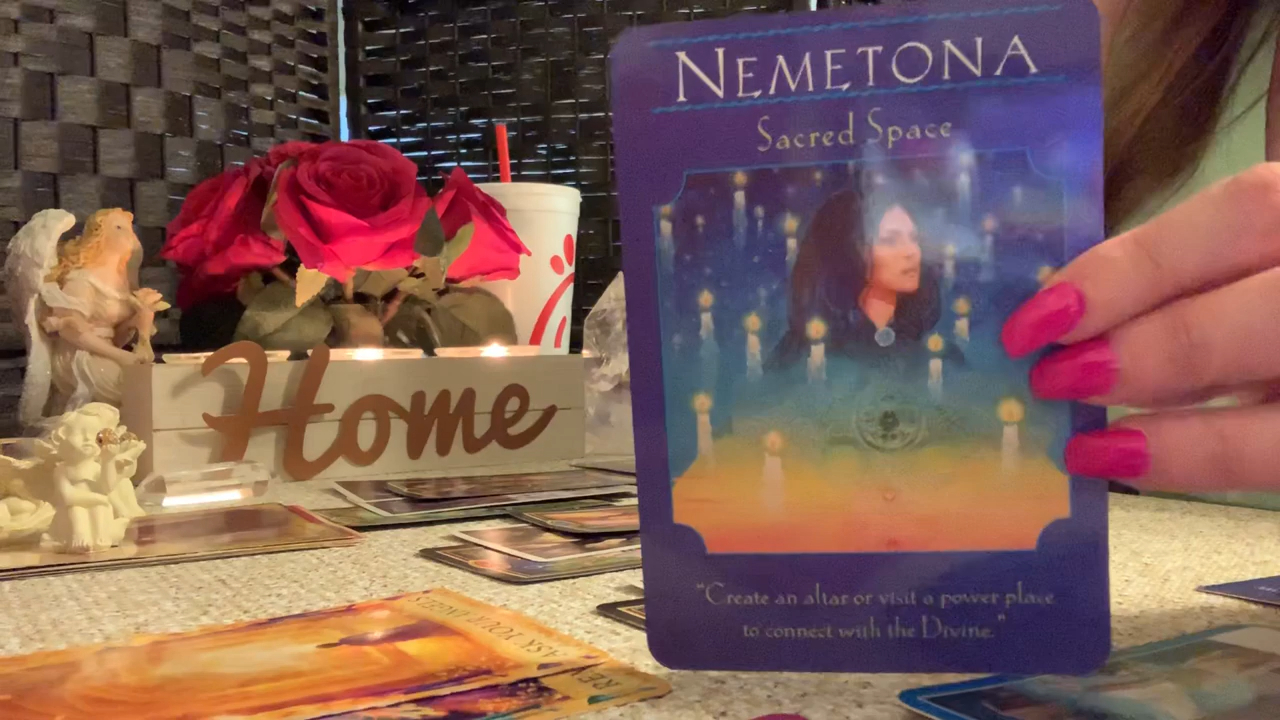 NEMETONA
Sacred Space
Home
"Create an altar or visit a power place
to connect with the Divine."